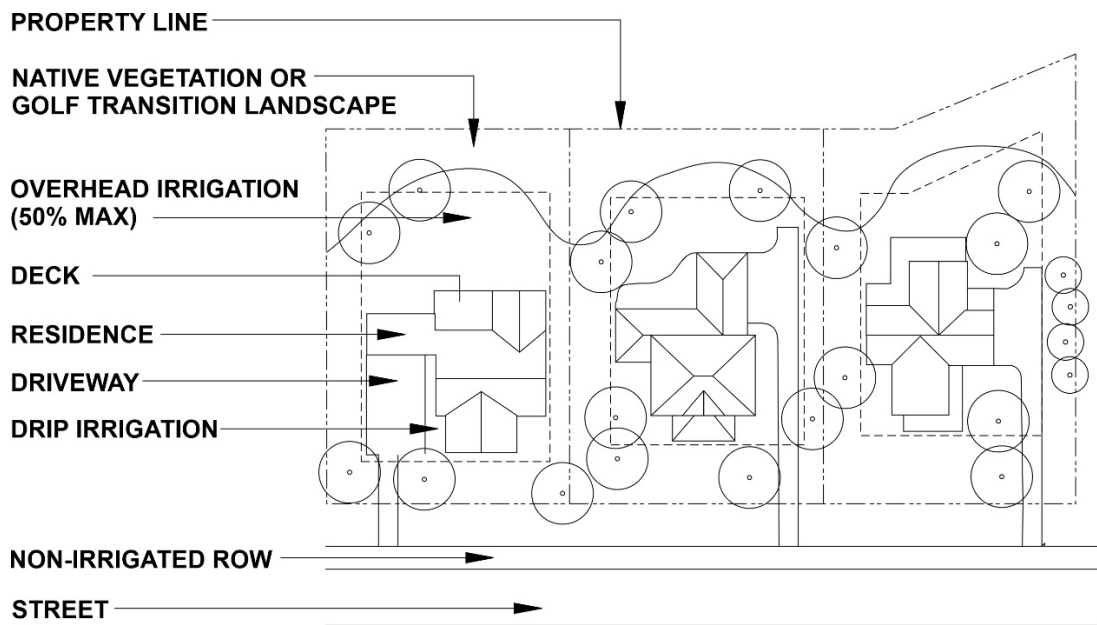 PROPERTY LINE
NATIVE VEGETATION OR
GOLF TRANSITION LANDSCAPE
OVERHEAD IRRIGATION
(50% MAX)
DECK
RESIDENCE
DRIVEWAY
DRIP IRRIGATION
NON-IRRIGATED ROW
STREET